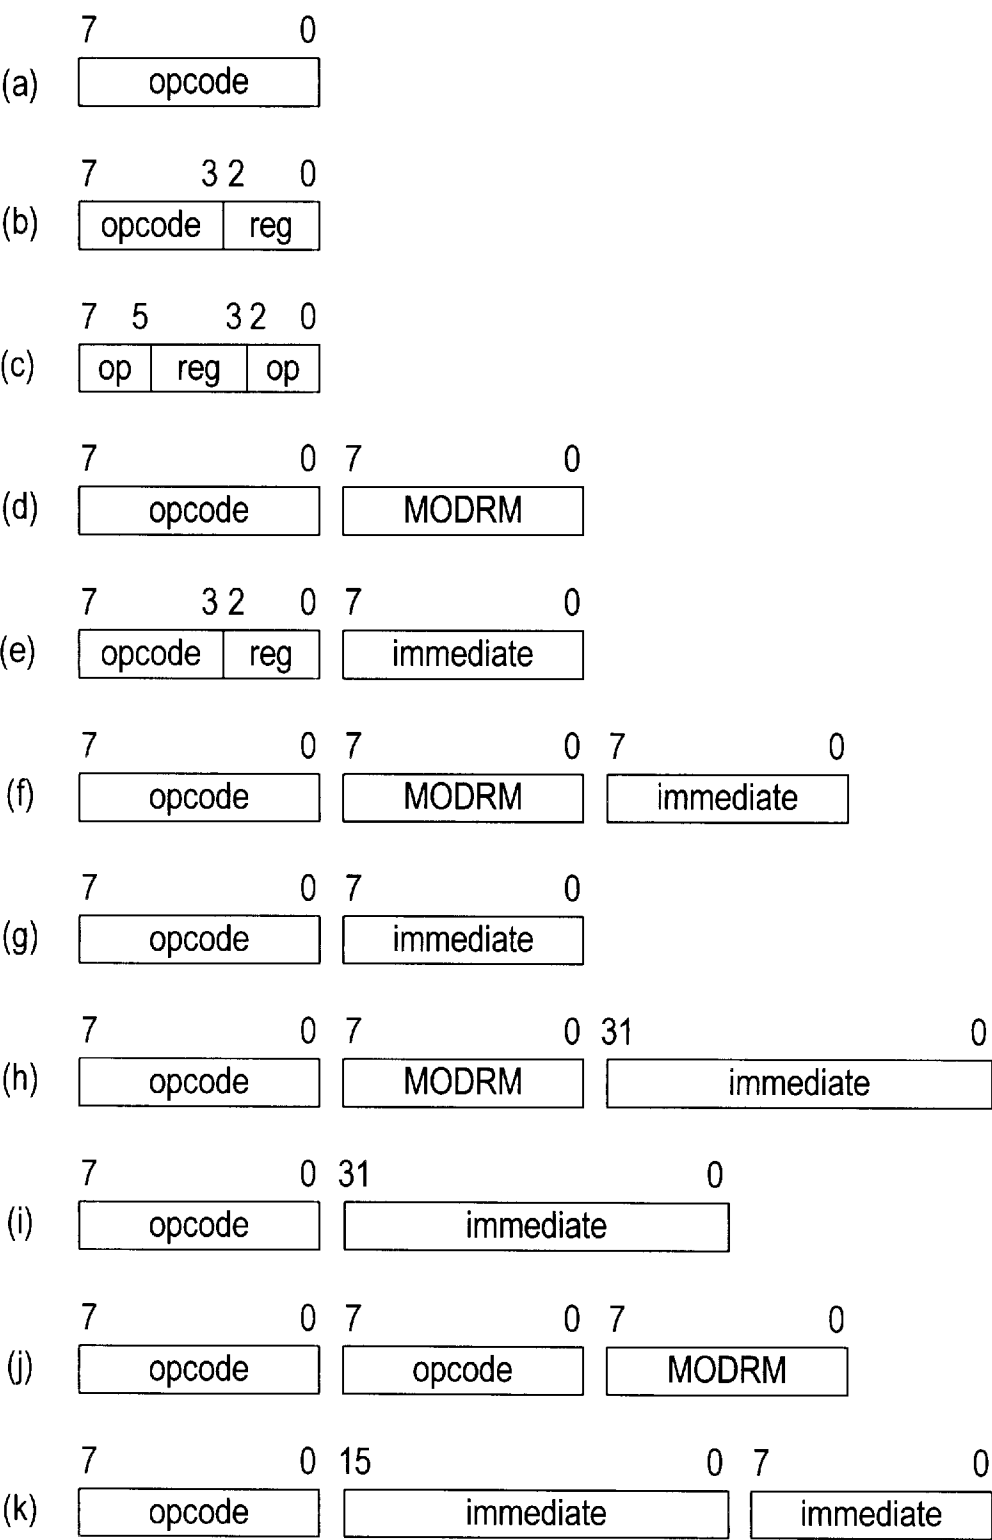 7 0
(a) opcode
7 3 2 0
(b) opcode reg
7 5 3 2 0
(c) op reg op
7 0 7 0
(d) opcode MODRM
7 3 2 0 7 0
(e) opcode reg immediate
7 0 7 0 7 0
(f) opcode MODRM immediate
7 0 7 0
(g) opcode immediate
7 0 7 0 31 0
(h) opcode MODRM immediate
7 0 31 0
(i) opcode immediate
7 0 7 0 7 0
(j) opcode opcode MODRM
7 0 15 0 7 0
(k) opcode immediate immediate